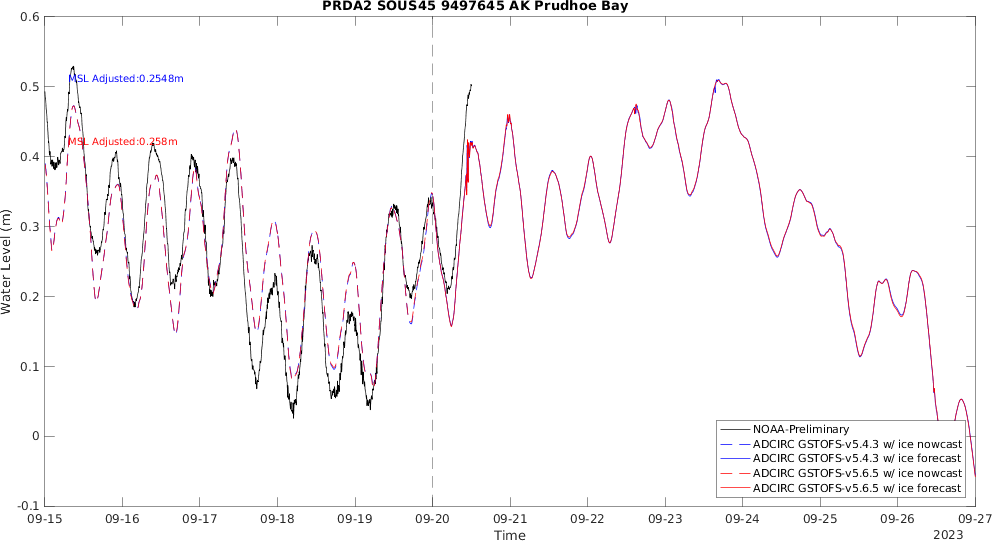 PRDA2 SOUS45 9497645 AK Prudhoe Bay
0.6
0.5
0.4
0.3
0.2
0.1
0
-0.1
Water Level (m)
MSL Adjusted:0.2548m
MSL Adjusted:0.258m
NOAA-Preliminary
ADCIRC GSTOFS-v5.4.3 w/ ice nowcast
ADCIRC GSTOFS-v5.4.3 w/ ice forecast
ADCIRC GSTOFS-v5.6.5 w/ ice nowcast
ADCIRC GSTOFS-v5.6.5 w/ ice forecast
09-15 09-16 09-17 09-18 09-19 09-20 09-21 09-22 09-23 09-24 09-25 09-26 09-27
Time
2023